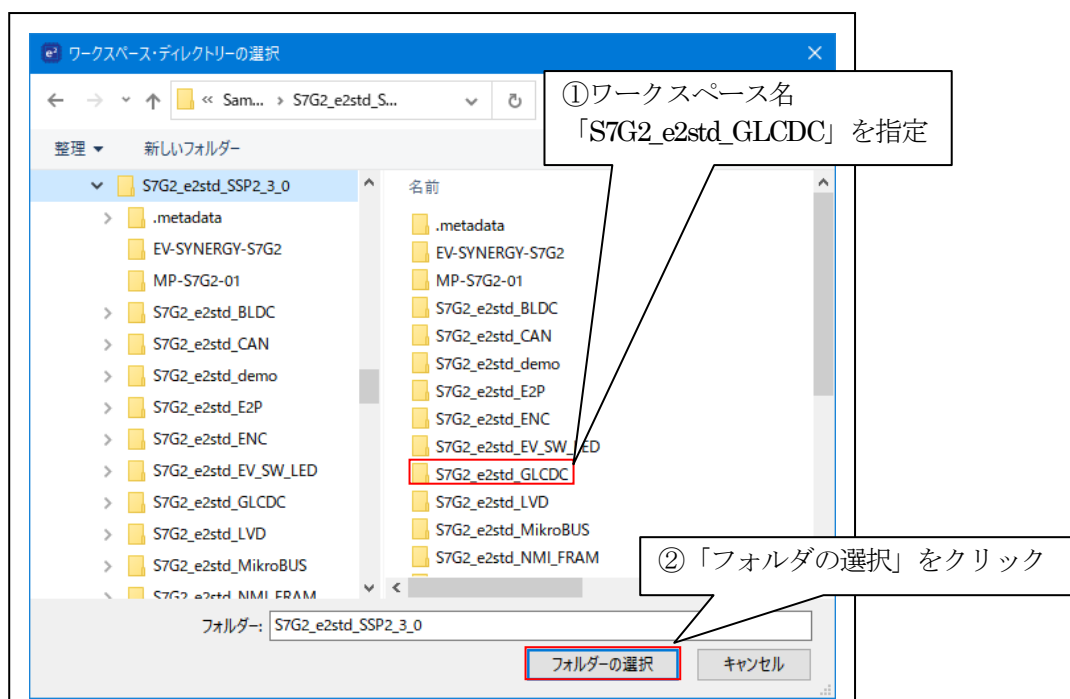 e² ワークスペース・ディレクトリーの選択
« Sam... › S7G2_e2std_S...
①ワークスペース名
「S7G2_e2std_GLCDC」を指定
整理 新しいフォルダー
S7G2_e2std_SSP2_3_0
.metadata
EV-SYNERGY-S7G2
MP-S7G2-01
S7G2_e2std_BLDC
S7G2_e2std_CAN
S7G2_e2std_demo
S7G2_e2std_E2P
S7G2_e2std_ENC
S7G2_e2std_EV_SW_LED
S7G2_e2std_GLCDC
S7G2_e2std_LVD
S7G2_e2std_MikroBUS
S7G2_e2std_NMI_FRAM
名前
.metadata
EV-SYNERGY-S7G2
MP-S7G2-01
S7G2_e2std_BLDC
S7G2_e2std_CAN
S7G2_e2std_demo
S7G2_e2std_E2P
S7G2_e2std_ENC
S7G2_e2std_EV_SW_LED
S7G2_e2std_GLCDC
S7G2_e2std_LVD
S7G2_e2std_MikroBUS
S7G2_e2std_NMI_FRAM
②「フォルダの選択」をクリック
フォルダー: S7G2_e2std_SSP2_3_0
フォルダーの選択 キャンセル